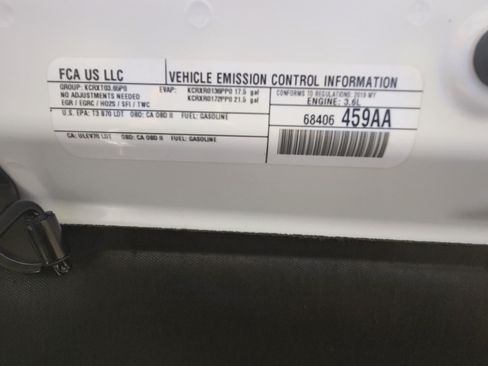 FCA US LLC
VEHICLE EMISSION CONTROL INFORMATION
GROUP: KCRXT03.65P0 EVAP: KCRXR0136PP0 17.5 gal
NO ADJUSTMENTS NEEDED KCRXR0172PP0 21.5 gal
EGR / EGRC / HO2S / SFI / TWC
CONFORMS TO REGULATIONS: 2019 MY
ENGINE: 3.6L
U.S. EPA: T3 B70 LDT OBD: CA OBD II FUEL: GASOLINE
68406 459AA
CA: ULEV70 LDT OBD: CA OBD II FUEL: GASOLINE